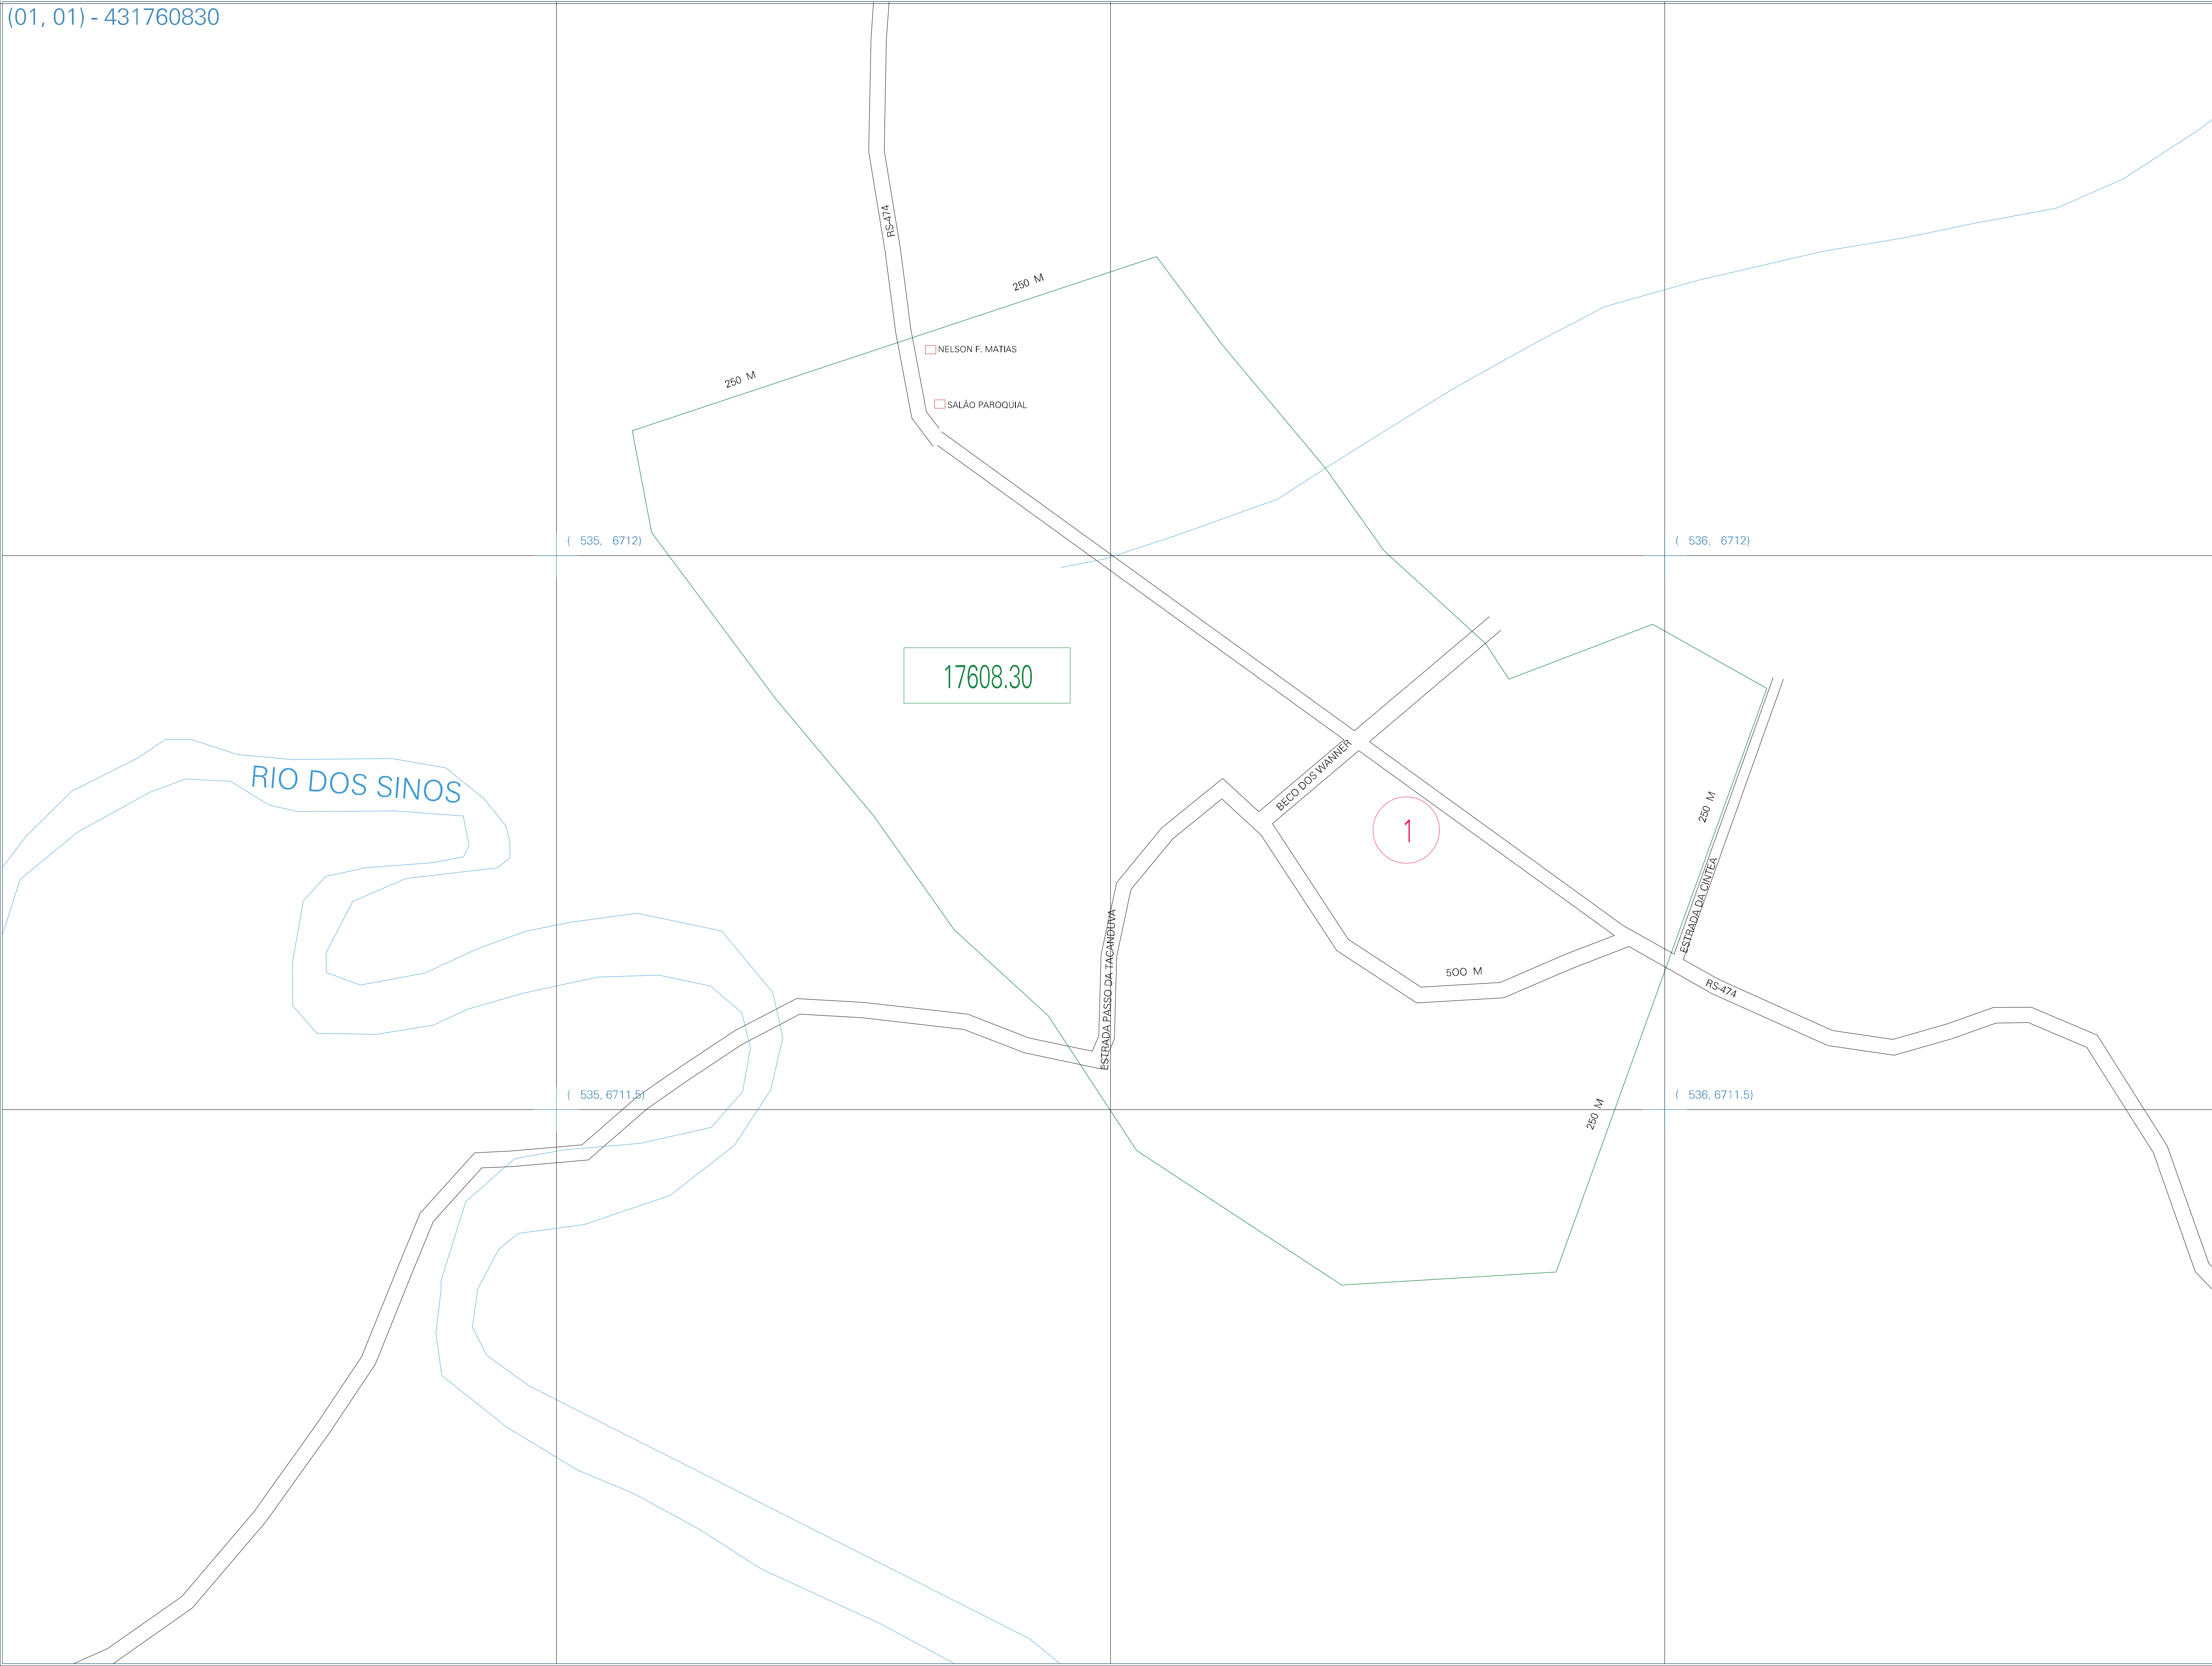 (01, 01) - 431760830
RS-474
250 M
NELSON F. MATIAS
250 M
SALÃO PAROQUIAL
( 535, 6712)
( 536, 6712)
17608.30
RIO DOS SINOS
BECO DOS WANNER
1
250 M
ESTRADA DA CINTEA
ESTRADA PASSO DA TACANDUVA
500 M
RS-474
( 535, 6711.5)
( 536, 6711.5)
250 M